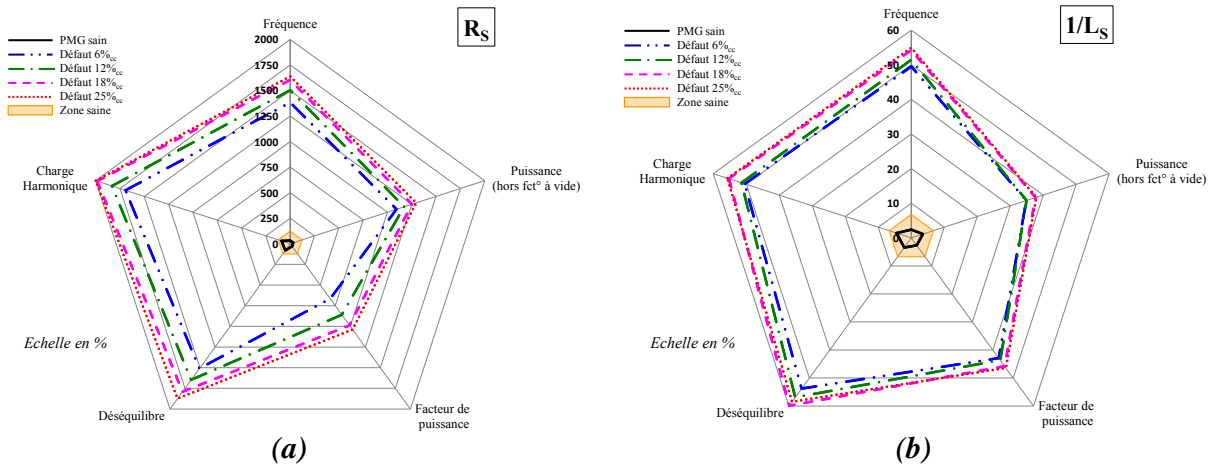 R_S
PMG sain
Défaut 6%cc
Défaut 12%cc
Défaut 18%cc
Défaut 25%cc
Zone saine
Fréquence
2000
1750
1500
1250
1000
750
500
250
0
Charge
Harmonique
Puissance
(hors fct° à vide)
Echelle en %
Déséquilibre
Facteur de
puissance
(a)
1/L_S
PMG sain
Défaut 6%cc
Défaut 12%cc
Défaut 18%cc
Défaut 25%cc
Zone saine
Fréquence
60
50
40
30
20
10
0
Charge
Harmonique
Puissance
(hors fct° à vide)
Echelle en %
Déséquilibre
Facteur de
puissance
(b)